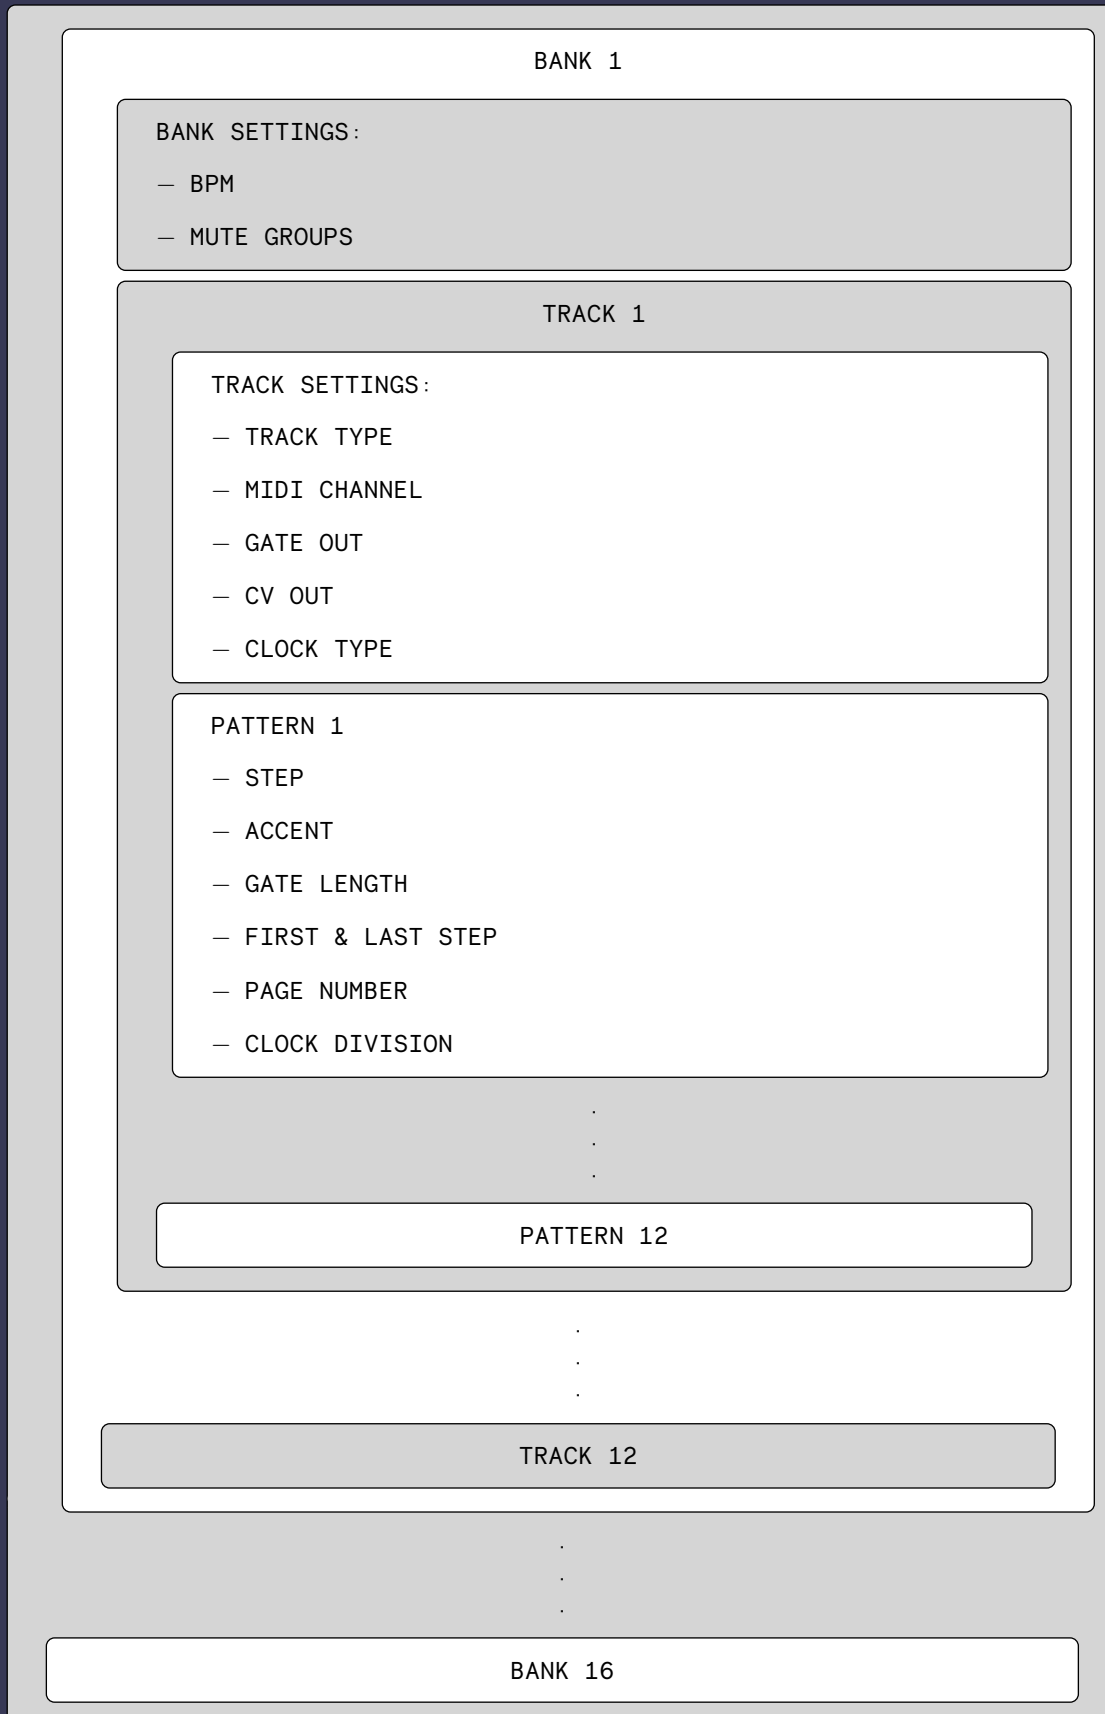 BANK 1
BANK SETTINGS:
— BPM
— MUTE GROUPS
TRACK 1
TRACK SETTINGS:
— TRACK TYPE
— MIDI CHANNEL
— GATE OUT
— CV OUT
— CLOCK TYPE
PATTERN 1
— STEP
— ACCENT
— GATE LENGTH
— FIRST & LAST STEP
— PAGE NUMBER
— CLOCK DIVISION
.
.
.
PATTERN 12
.
.
.
TRACK 12
.
.
.
BANK 16